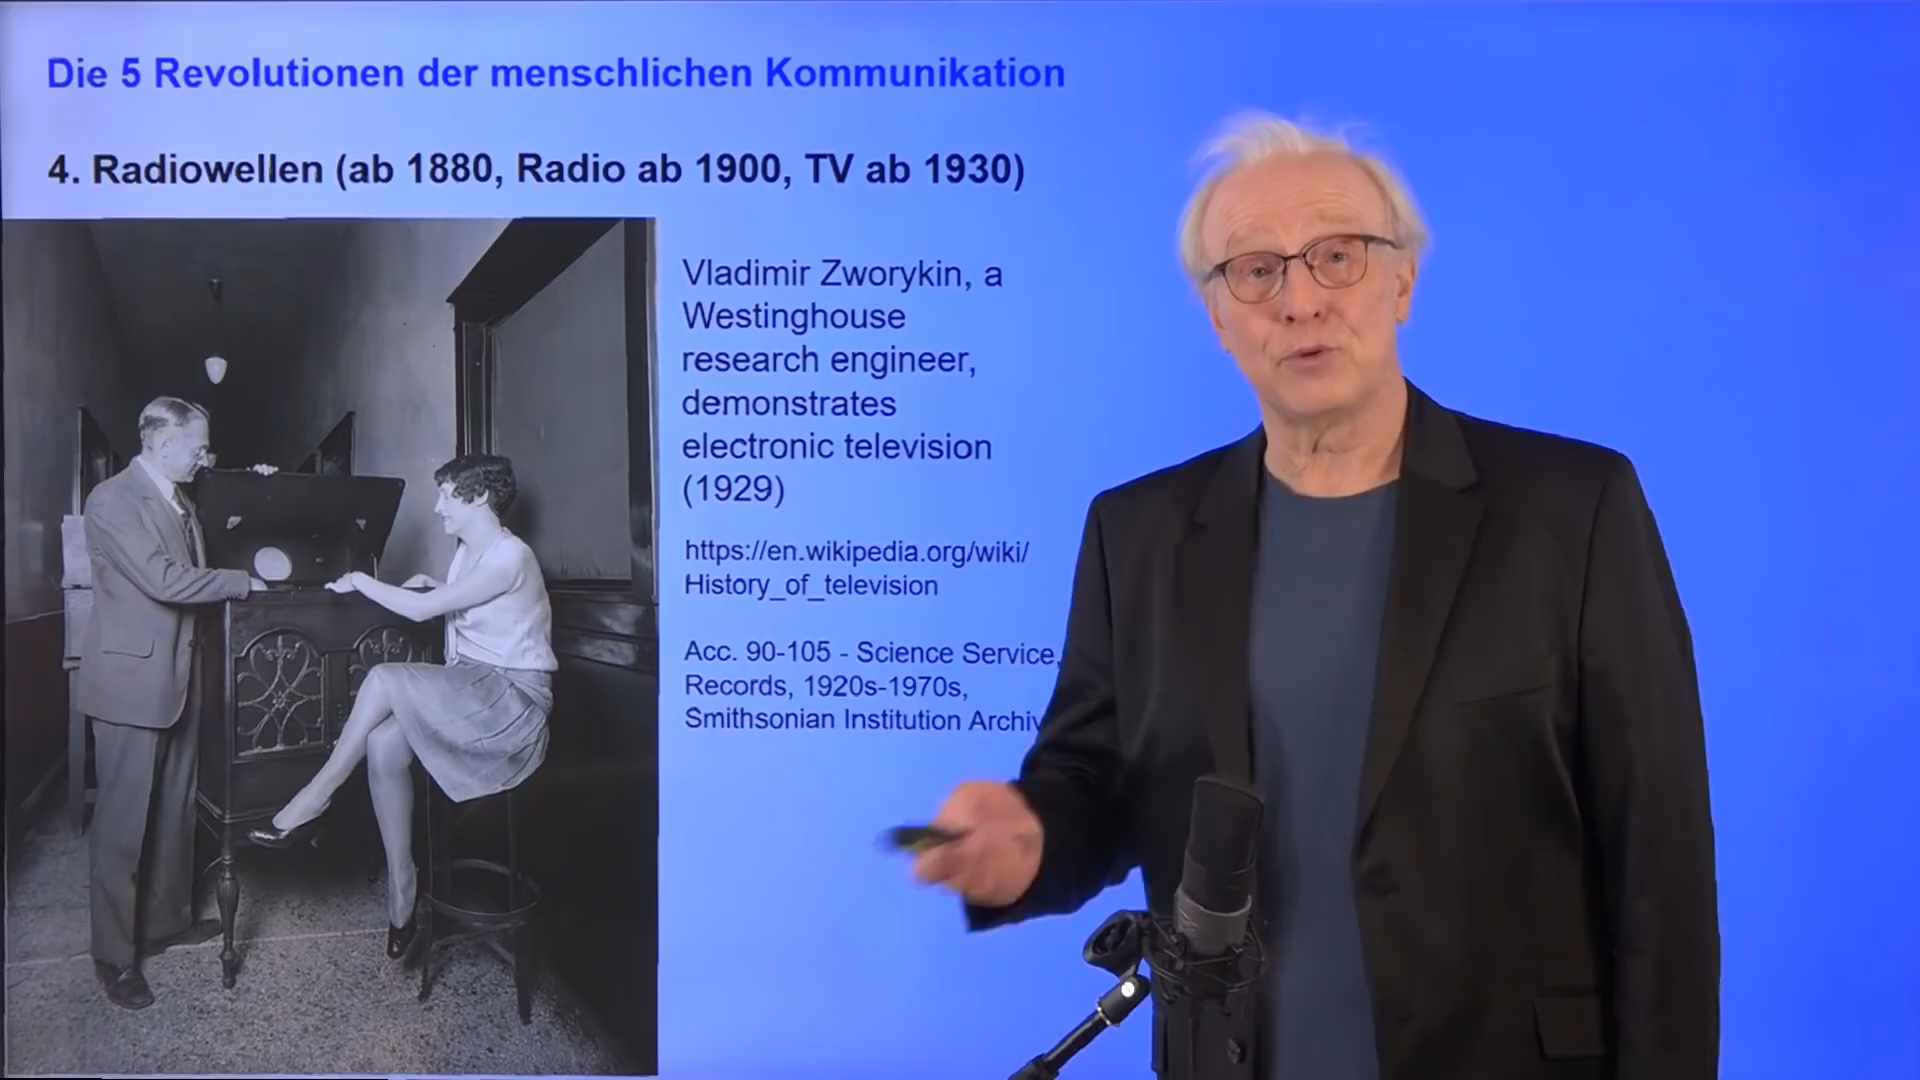 Die 5 Revolutionen der menschlichen Kommunikation
4. Radiowellen (ab 1880, Radio ab 1900, TV ab 1930)
Vladimir Zworykin, a
Westinghouse
research engineer,
demonstrates
electronic television
(1929)
https://en.wikipedia.org/wiki/
History_of_television
Acc. 90-105 - Science Service,
Records, 1920s-1970s,
Smithsonian Institution Archiv